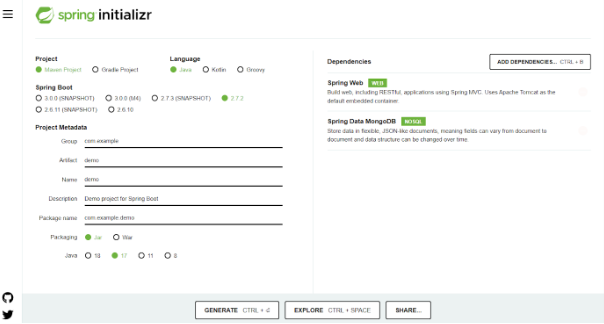 spring initializr
Project
Maven Project Gradle Project
Language
Java Kotlin Groovy
Spring Boot
3.0.0 (SNAPSHOT) 3.0.0 (M4) 2.7.3 (SNAPSHOT) 2.7.2
2.6.11 (SNAPSHOT) 2.6.10
Project Metadata
Group com.example
Artifact demo
Name demo
Description Demo project for Spring Boot
Package name com.example.demo
Packaging Jar War
Java 18 17 11 8
Dependencies
ADD DEPENDENCIES... CTRL + B
Spring Web WEB
Build web, including RESTful, applications using Spring MVC. Uses Apache Tomcat as the
default embedded container.
Spring Data MongoDB NOSQL
Store data in flexible, JSON-like documents, meaning fields can vary from document to
document and data structure can be changed over time.
GENERATE CTRL + ⏎
EXPLORE CTRL + SPACE
SHARE...